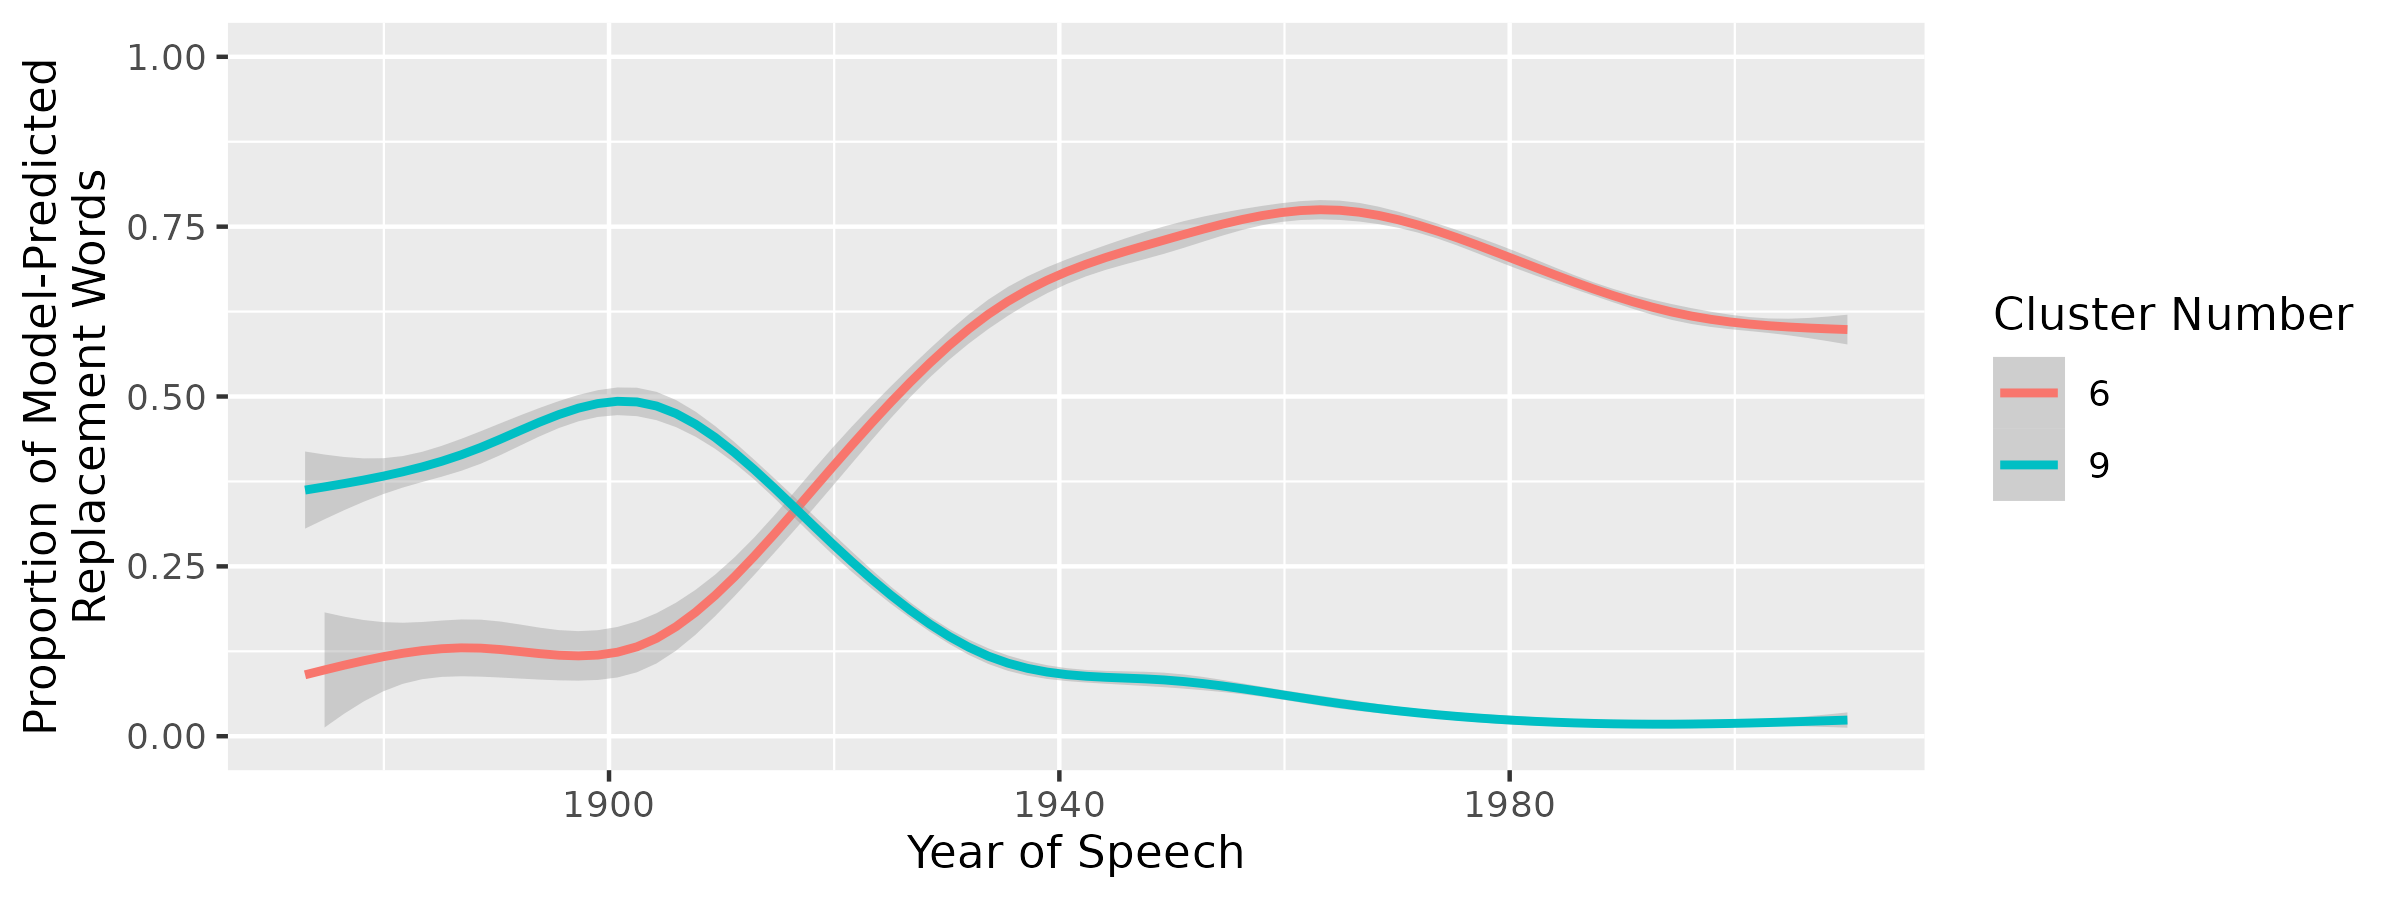 Proportion of Model-Predicted
Replacement Words
1.00
0.75
0.50
0.25
0.00
1900
1940
1980
Year of Speech
Cluster Number
6
9